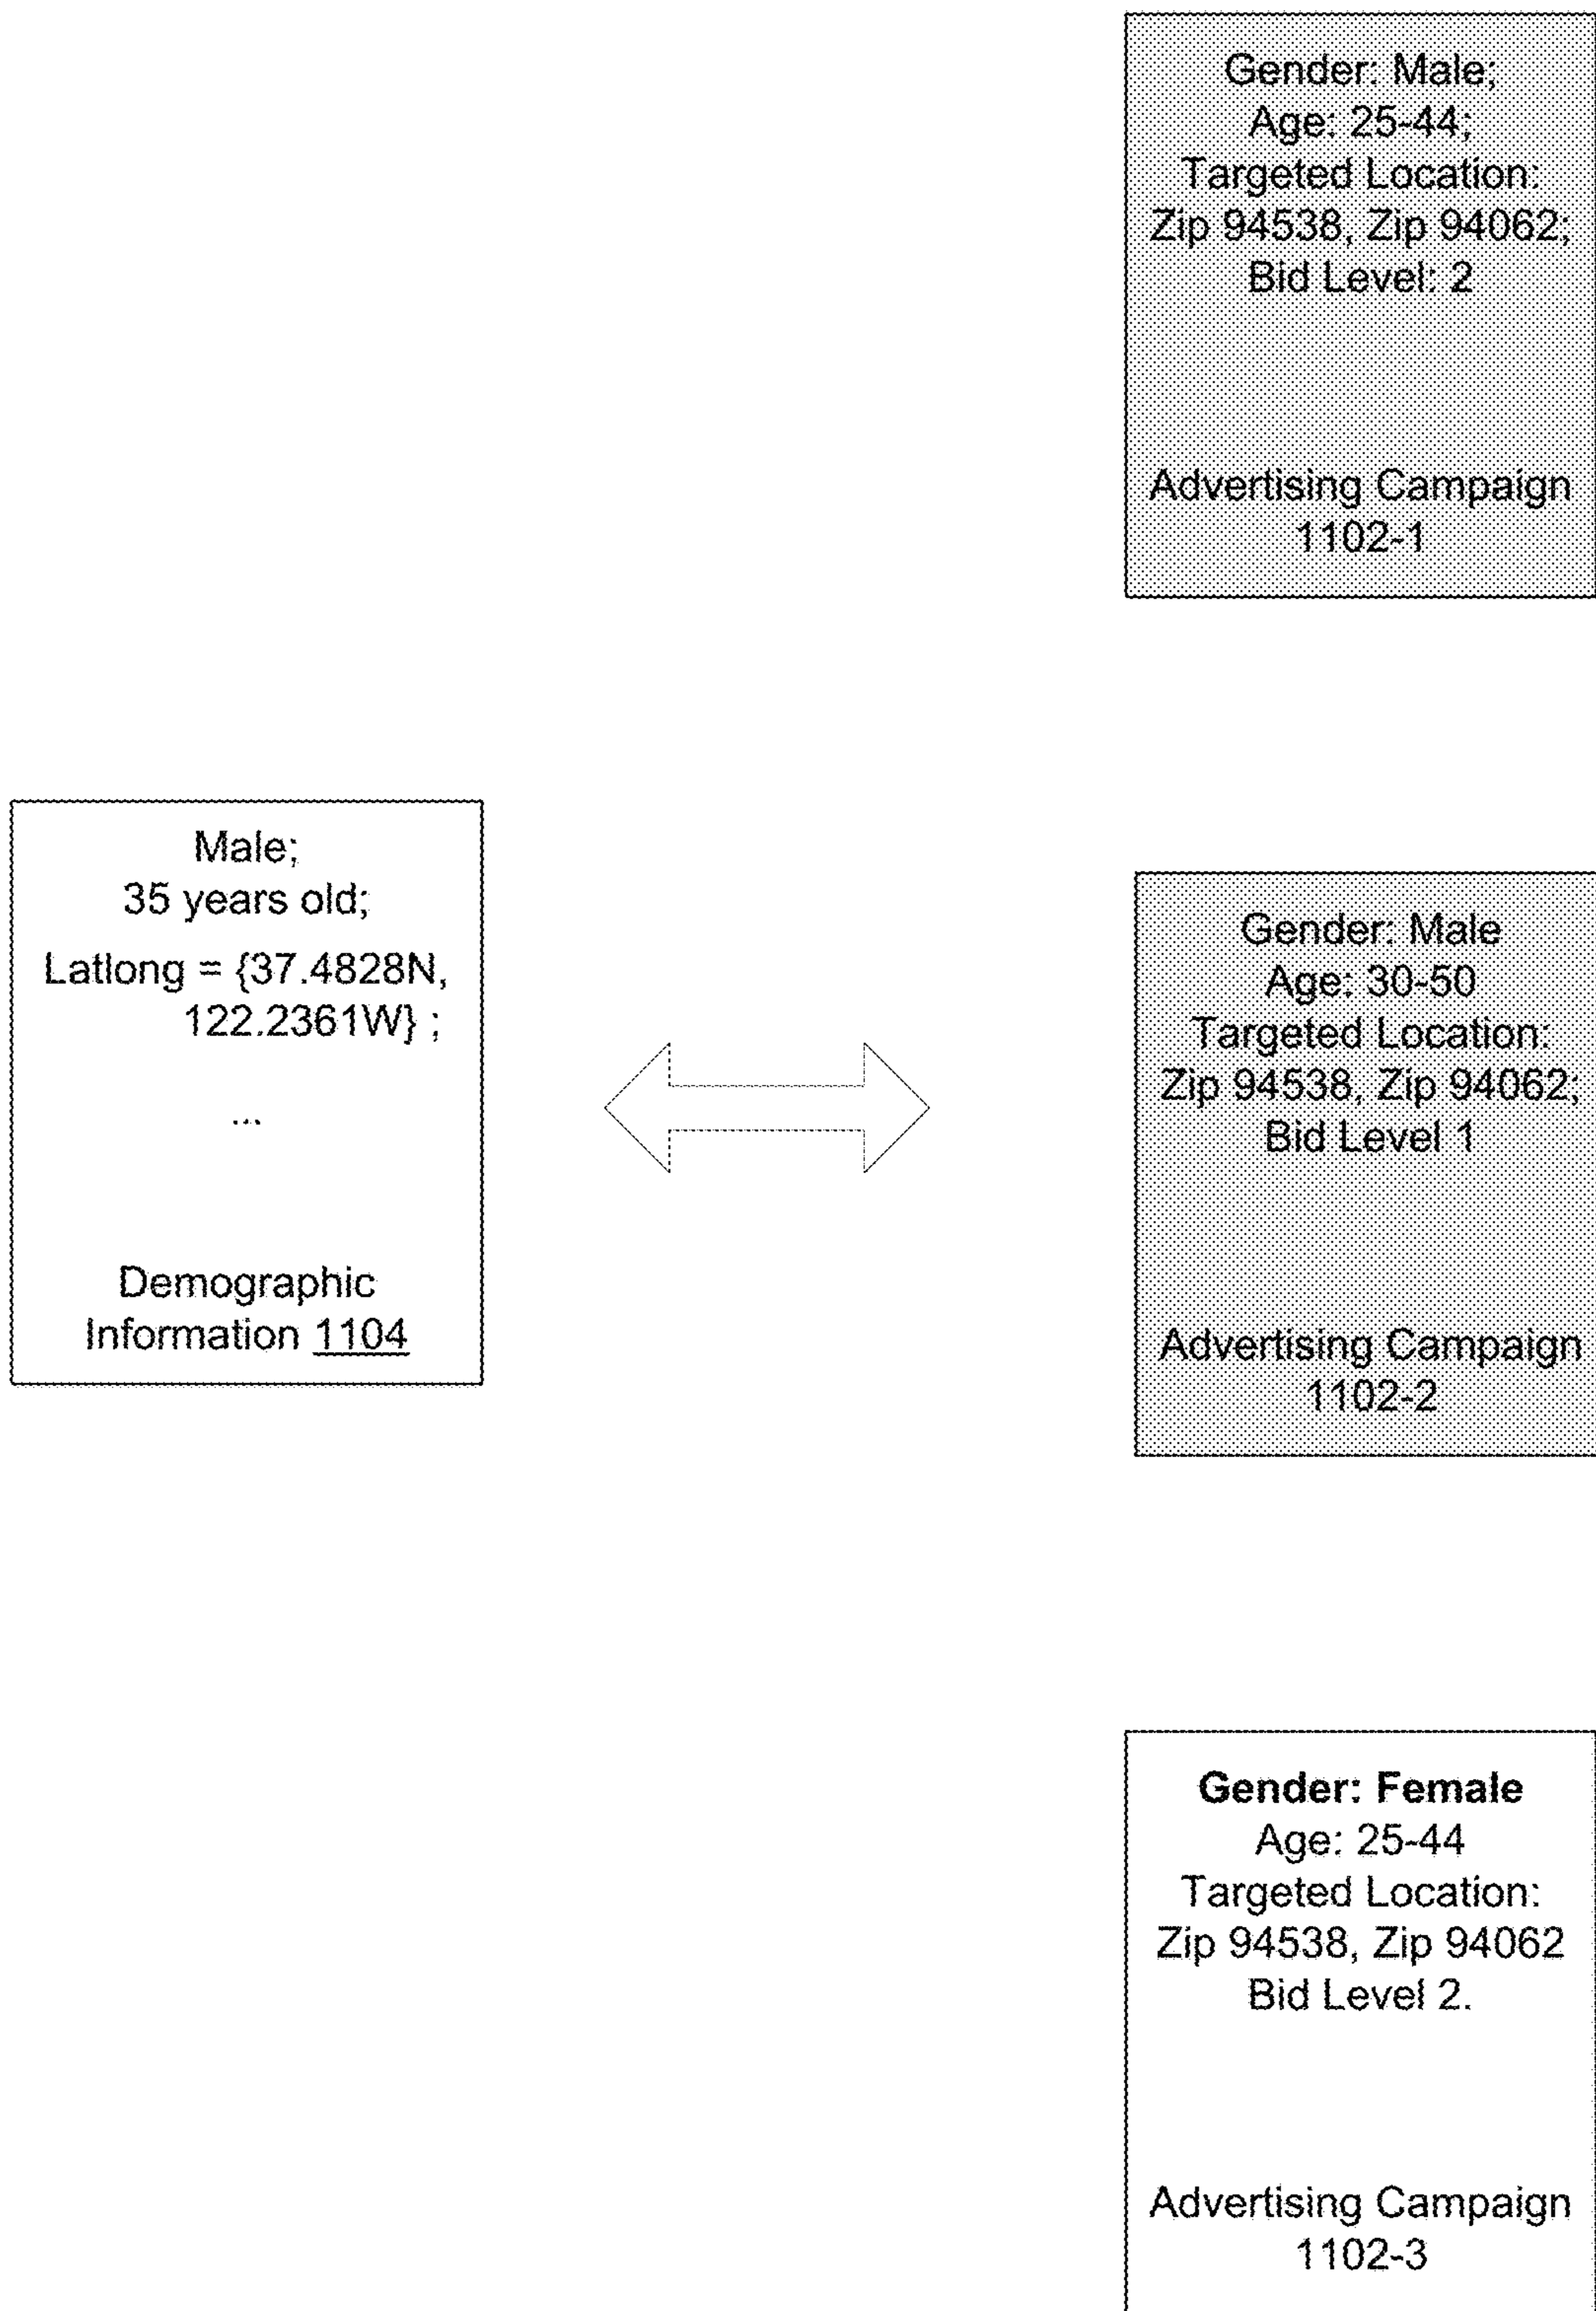 Gender: Male;
Age: 25-44;
Targeted Location:
Zip 94538, Zip 94062;
Bid Level: 2
Advertising Campaign
1102-1
Male;
35 years old;
Latlong = {37.4828N,
122.2361W} ;
...
Demographic
Information 1104
Gender: Male
Age: 30-50
Targeted Location:
Zip 94538, Zip 94062;
Bid Level 1
Advertising Campaign
1102-2
Gender: Female
Age: 25-44
Targeted Location:
Zip 94538, Zip 94062
Bid Level 2.
Advertising Campaign
1102-3